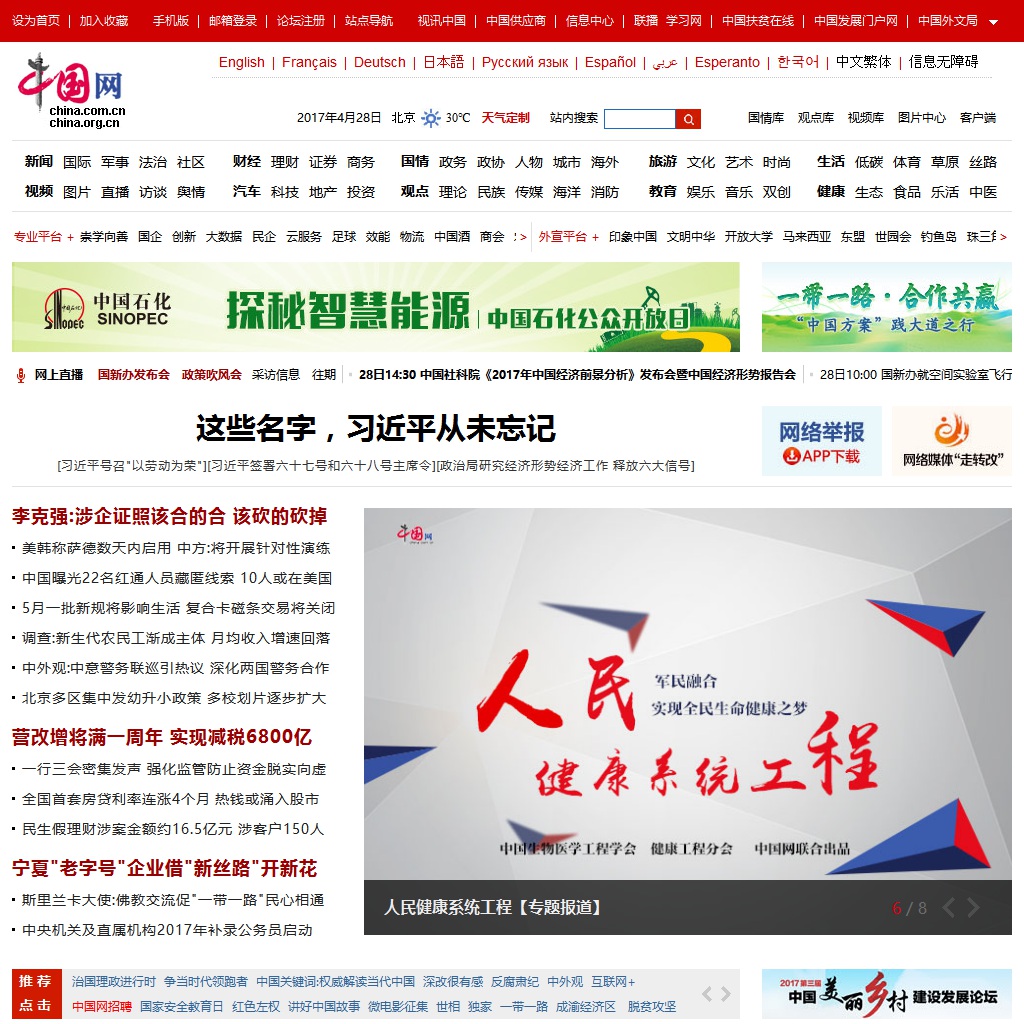 设为首页 | 加入收藏 手机版 | 邮箱登录 | 论坛注册 | 站点导航 视讯中国 | 中国供应商 | 信息中心 | 联播 学习网 | 中国扶贫在线 | 中国发展门户网 | 中国外文局
English | Français | Deutsch | 日本語 | Русский язык | Español | عربي | Esperanto | 한국어 | 中文繁体 | 信息无障碍
中国网
china.com.cn
china.org.cn
2017年4月28日 北京 30℃ 天气定制 站内搜索 国情库 观点库 视频库 图片中心 客户端
新闻 国际 军事 法治 社区 财经 理财 证券 商务 国情 政务 政协 人物 城市 海外 旅游 文化 艺术 时尚 生活 低碳 体育 草原 丝路
视频 图片 直播 访谈 舆情 汽车 科技 地产 投资 观点 理论 民族 传媒 海洋 消防 教育 娱乐 音乐 双创 健康 生态 食品 乐活 中医
专业平台 + 崇学向善 国企 创新 大数据 民企 云服务 足球 效能 物流 中国酒 商会 > 外宣平台 + 印象中国 文明中华 开放大学 马来西亚 东盟 世园会 钓鱼岛 珠三角 >
中国石化
SINOPEC
SINOPEC
探秘智慧能源 | 中国石化公众开放日
一带一路·合作共赢
“中国方案”践大道之行
网上直播 国新办发布会 政策吹风会 采访信息 往期 28日14:30 中国社科院《2017年中国经济前景分析》发布会暨中国经济形势报告会 28日10:00 国新办就空间实验室飞行
这些名字，习近平从未忘记
[习近平号召"以劳动为荣"][习近平签署六十七号和六十八号主席令][政治局研究经济形势经济工作 释放六大信号]
网络举报
APP下载
网络媒体“走转改”
李克强:涉企证照该合的合 该砍的砍掉
美韩称萨德数天内启用 中方:将开展针对性演练
中国曝光22名红通人员藏匿线索 10人或在美国
5月一批新规将影响生活 复合卡磁条交易将关闭
调查:新生代农民工渐成主体 月均收入增速回落
中外观:中意警务联巡引热议 深化两国警务合作
北京多区集中发幼升小政策 多校划片逐步扩大
营改增将满一周年 实现减税6800亿
一行三会密集发声 强化监管防止资金脱实向虚
全国首套房贷利率连涨4个月 热钱或涌入股市
民生假理财涉案金额约16.5亿元 涉客户150人
宁夏"老字号"企业借"新丝路"开新花
斯里兰卡大使:佛教交流促"一带一路"民心相通
中央机关及直属机构2017年补录公务员启动
中国网
人民
军民融合
实现全民生命健康之梦
健康系统工程
中国生物医学工程学会 健康工程分会 中国网联合出品
人民健康系统工程【专题报道】
6 / 8
推荐
点击
治国理政进行时 争当时代领跑者 中国关键词:权威解读当代中国 深改很有感 反腐肃纪 中外观 互联网+
中国网招聘 国家安全教育日 红色左权 讲好中国故事 微电影征集 世相 独家 一带一路 成渝经济区 脱贫攻坚
2017 第三届
中国美丽乡村建设发展论坛